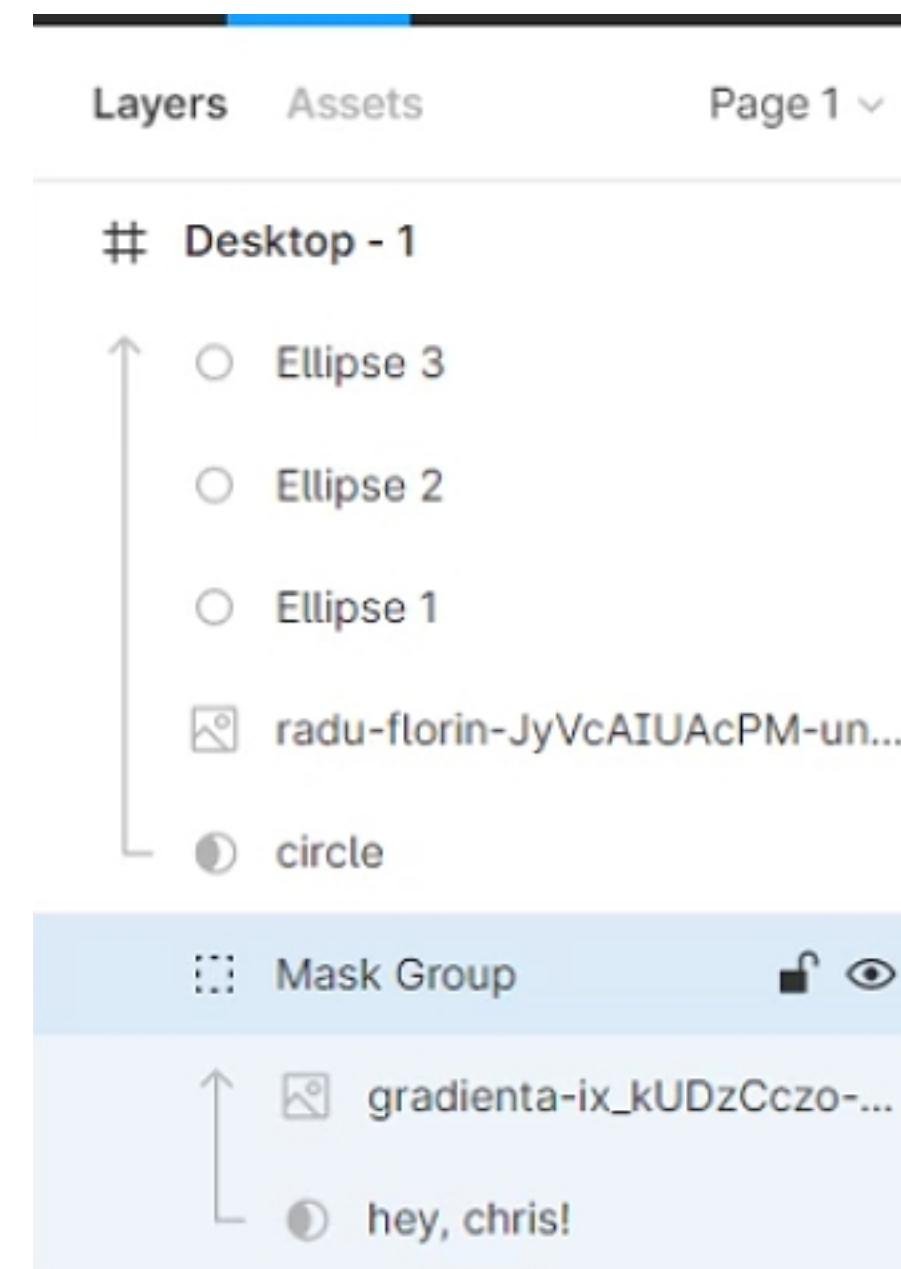 Layers Assets Page 1
Desktop - 1
Ellipse 3
Ellipse 2
Ellipse 1
radu-florin-JyVcAIUAcPM-un...
circle
Mask Group
gradienta-ix_kUDzCczo-...
hey, chris!